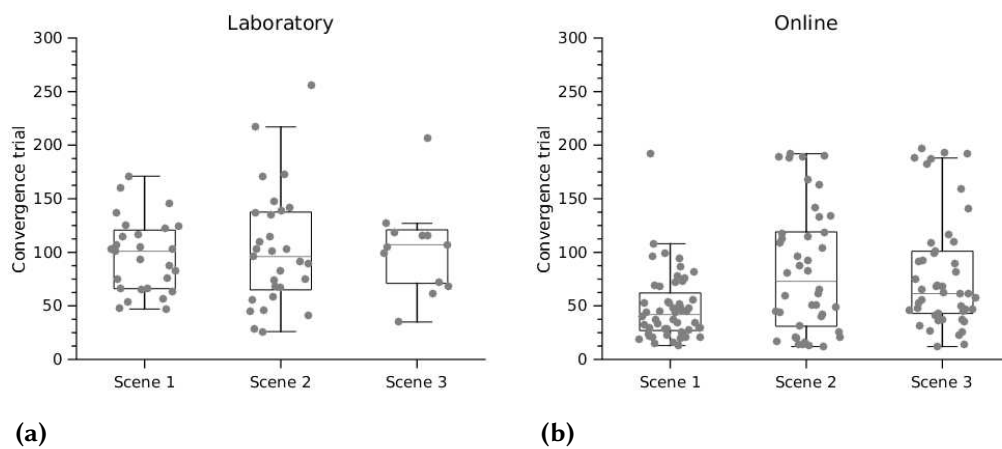 Laboratory
300
250
200
150
100
50
0
Convergence trial
Scene 1 Scene 2 Scene 3
(a)
Online
300
250
200
150
100
50
0
Convergence trial
Scene 1 Scene 2 Scene 3
(b)